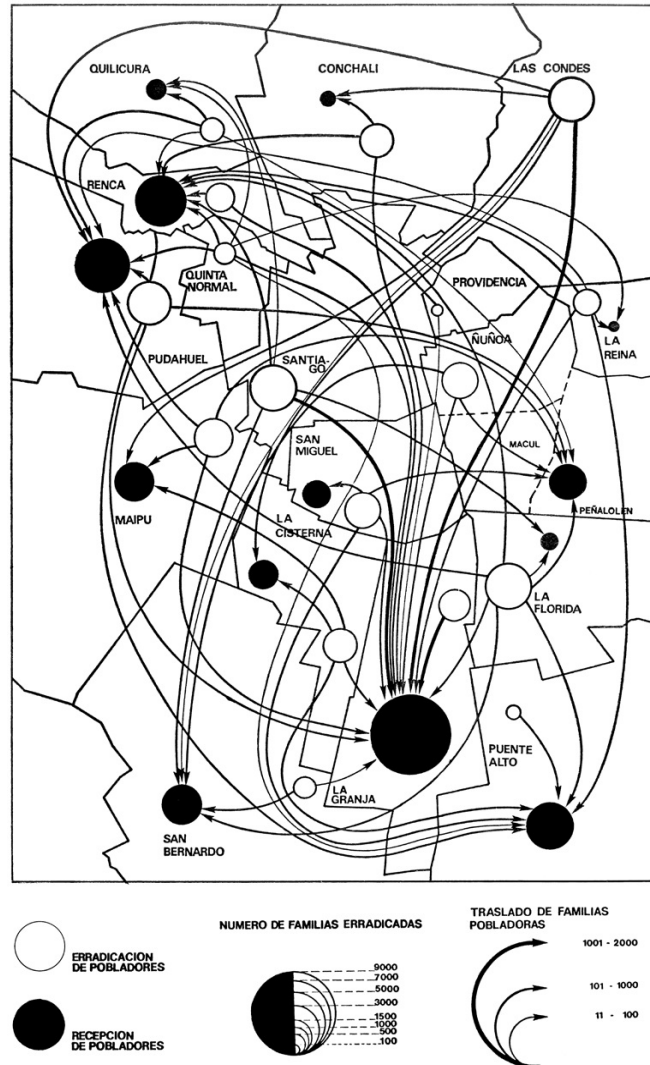 QUILICURA
CONCHALI
LAS CONDES
RENCA
QUINTA
NORMAL
PROVIDENCIA
ÑUÑOA
LA
REINA
PUDAHUEL
SANTIA-
GO
SAN
MIGUEL
MACUL
MAIPU
LA
CISTERNA
PEÑALOLEN
LA
FLORIDA
PUENTE
ALTO
LA
GRANJA
SAN
BERNARDO
ERRADICACION
DE POBLADORES
RECEPCION
DE POBLADORES
NUMERO DE FAMILIAS ERRADICADAS
9000
7000
5000
3000
1500
1000
500
100
TRASLADO DE FAMILIAS
POBLADORAS
1001 - 2000
101 - 1000
11 - 100